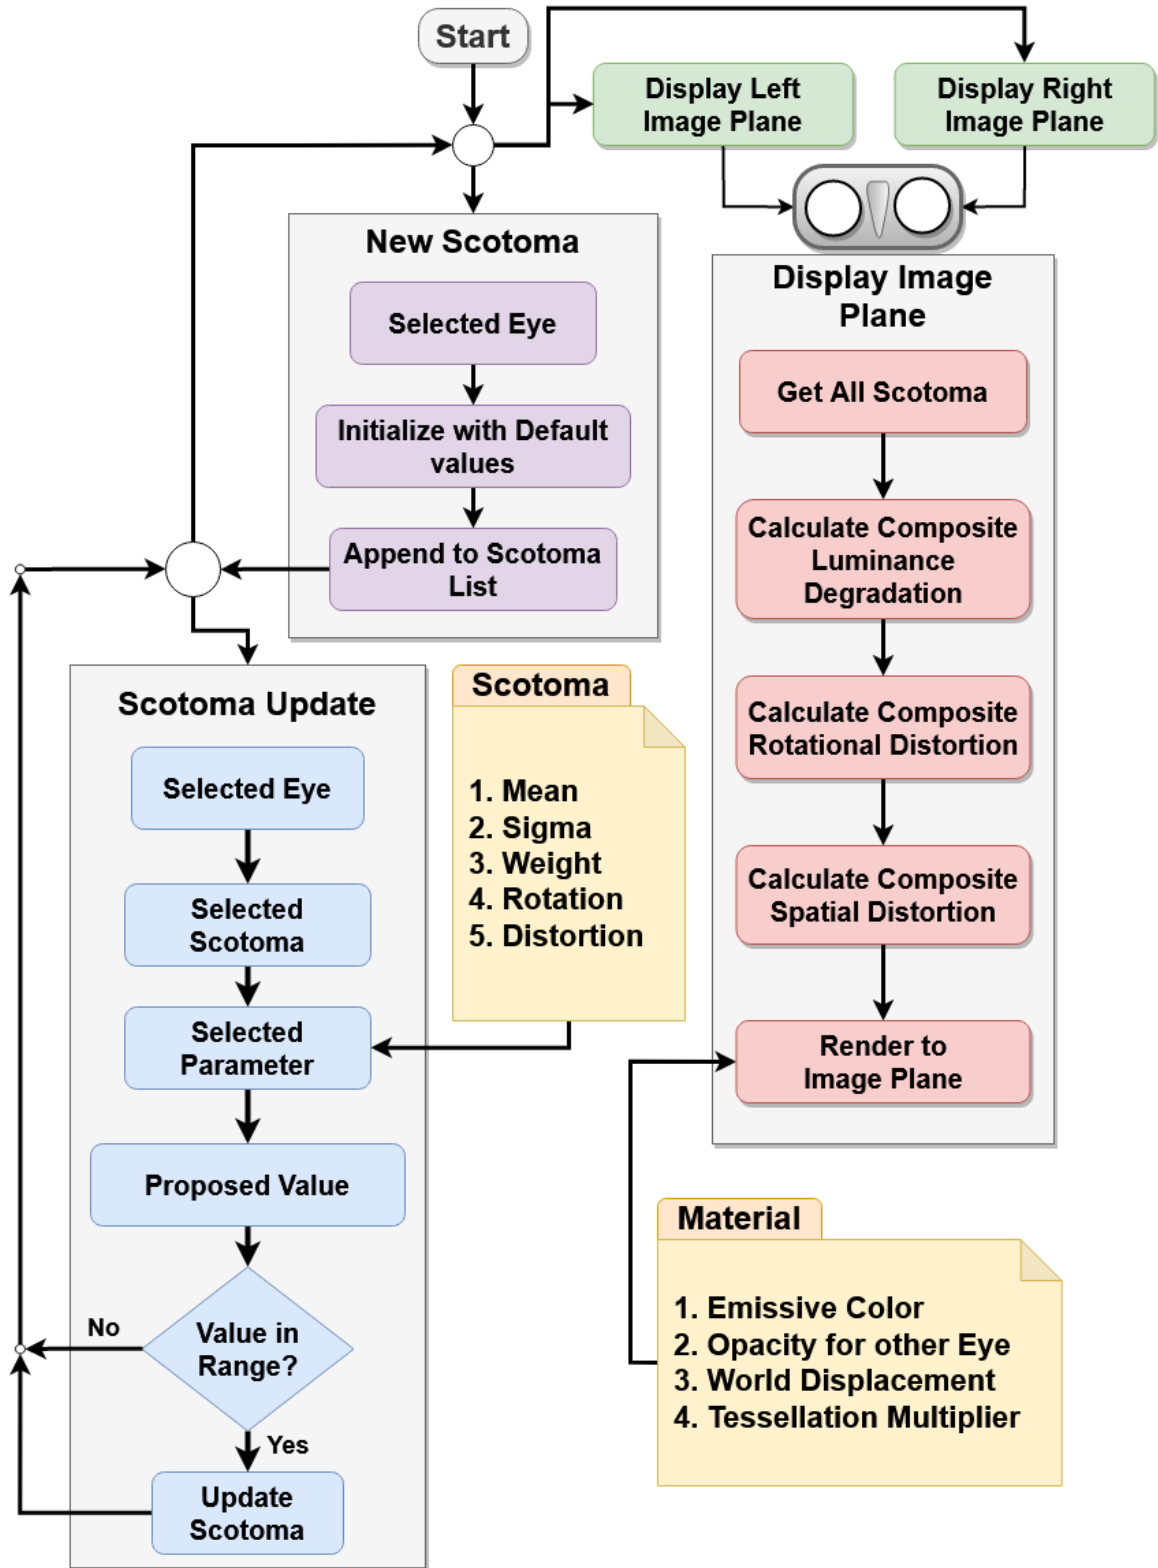 Start
Display Left
Image Plane
Display Right
Image Plane
New Scotoma
Selected Eye
Initialize with Default
values
Append to Scotoma
List
Display Image
Plane
Get All Scotoma
Calculate Composite
Luminance
Degradation
Calculate Composite
Rotational Distortion
Calculate Composite
Spatial Distortion
Render to
Image Plane
Scotoma Update
Selected Eye
Selected
Scotoma
Selected
Parameter
Proposed Value
Value in
Range?
No
Yes
Update
Scotoma
Scotoma
1. Mean
2. Sigma
3. Weight
4. Rotation
5. Distortion
Material
1. Emissive Color
2. Opacity for other Eye
3. World Displacement
4. Tessellation Multiplier